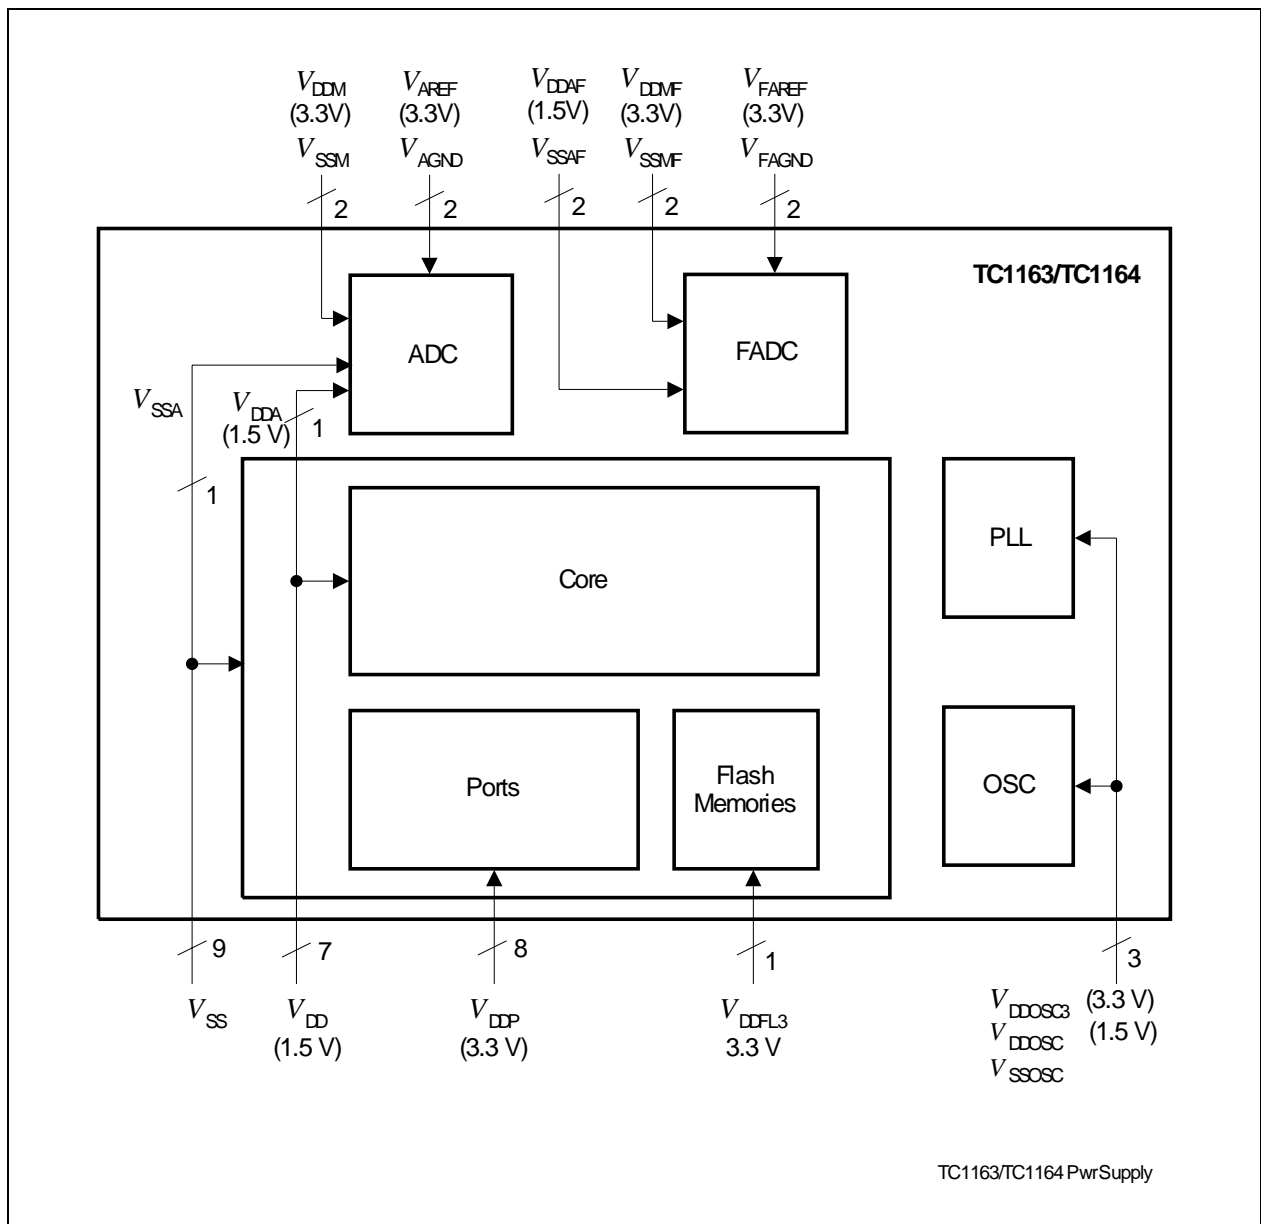 VDDM VAREF VDDAF VDDMF VFAREF
(3.3V) (3.3V) (1.5V) (3.3V) (3.3V)
VSSM VAGND VSSAF VSSMF VFAGND
2 2 2 2 2
TC1163/TC1164
ADC FADC
VSSA VDDA
(1.5 V) 1
1
PLL
Core
Ports
Flash
Memories
OSC
9 7 8 1 3
VSS VDD VDDP VDDFL3 VDDOSC3 (3.3 V)
(1.5 V) (3.3 V) 3.3 V VDDOSC (1.5 V)
VSSOSC
TC1163/TC1164 PwrSupply